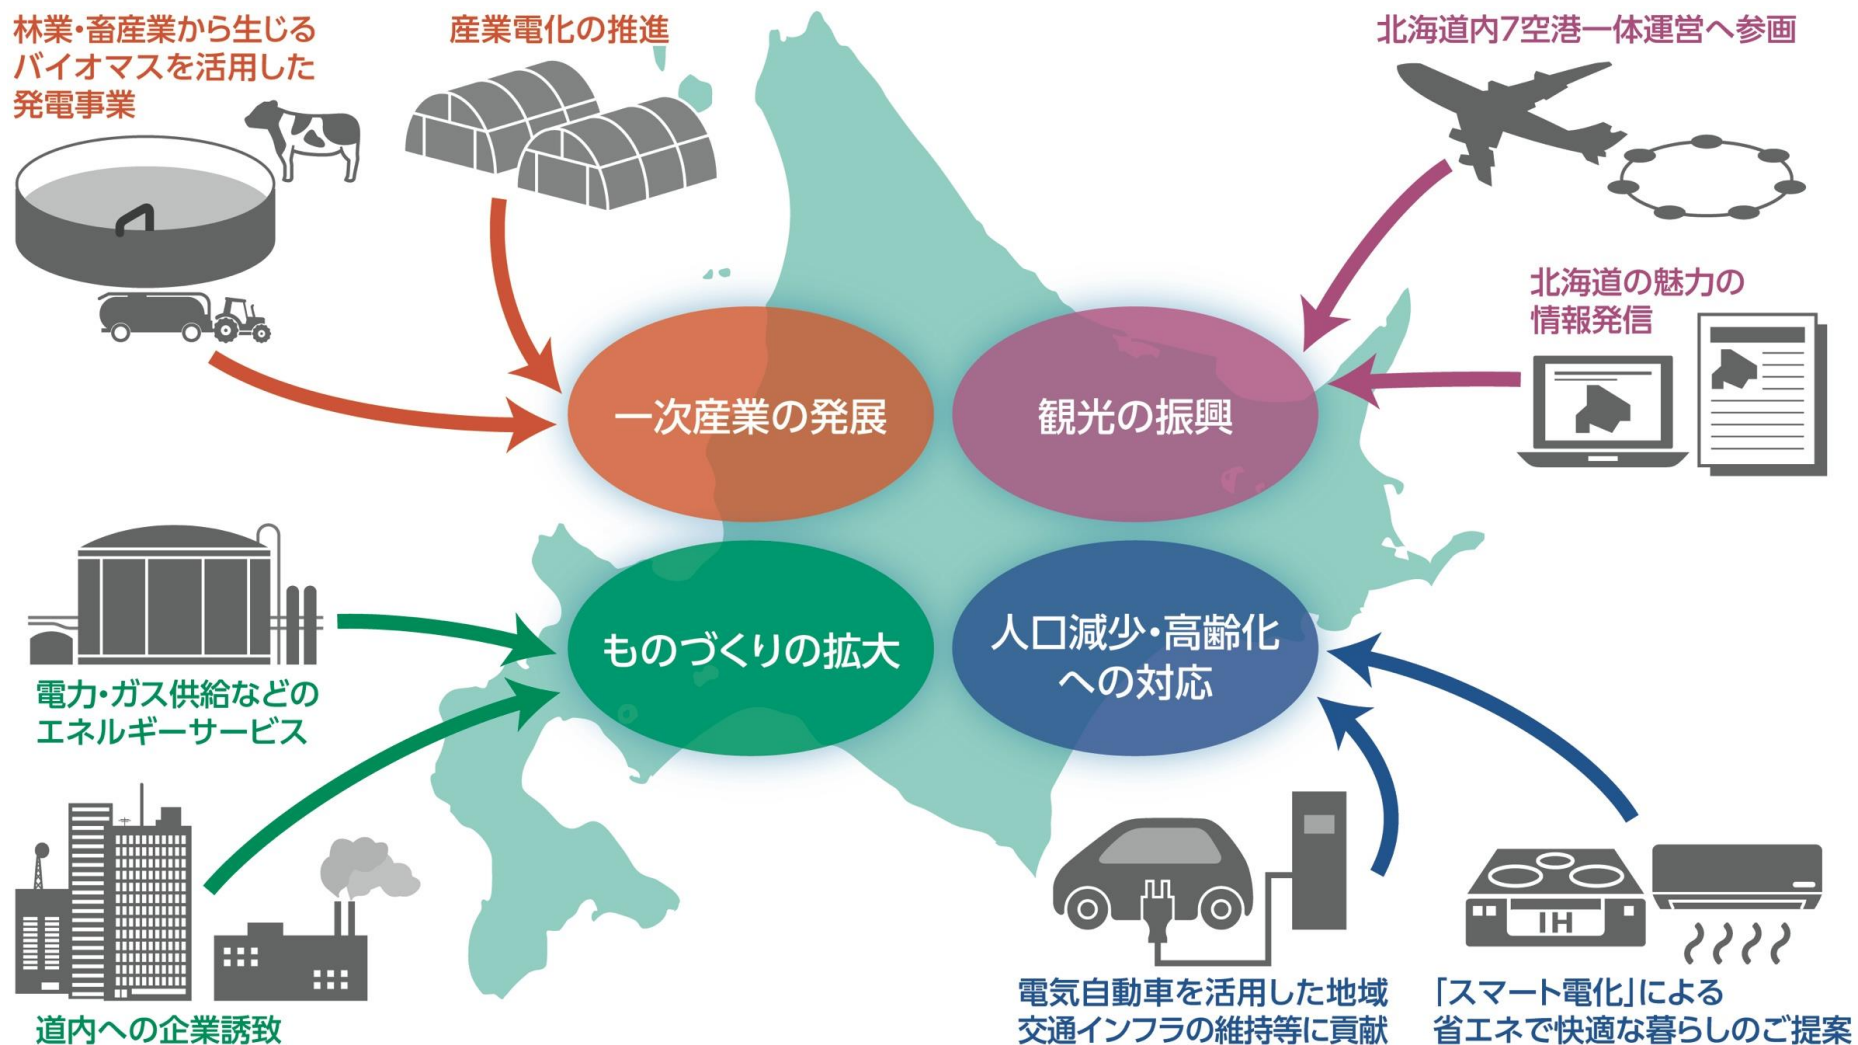 林業・畜産業から生じる
バイオマスを活用した
発電事業
産業電化の推進
北海道内7空港一体運営へ参画
北海道の魅力の
情報発信
一次産業の発展
観光の振興
ものづくりの拡大
人口減少・高齢化
への対応
電力・ガス供給などの
エネルギーサービス
道内への企業誘致
IH
電気自動車を活用した地域
交通インフラの維持等に貢献
「スマート電化」による
省エネで快適な暮らしのご提案